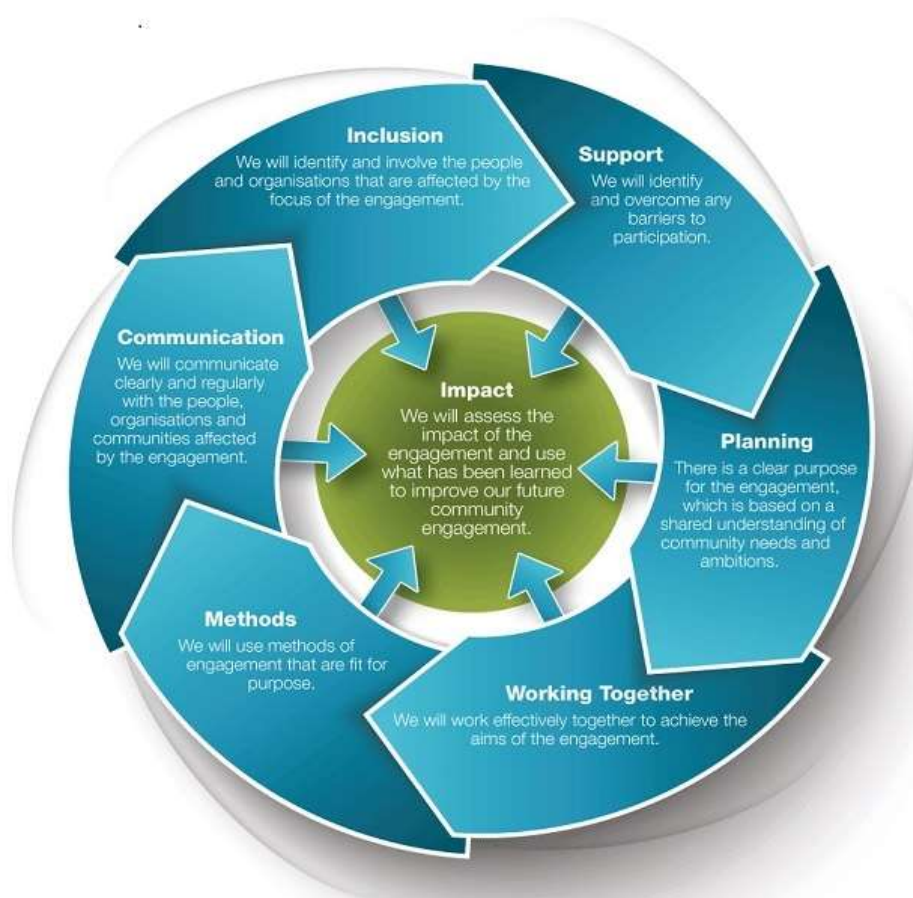 Inclusion
We will identify and involve the people
and organisations that are affected by the
focus of the engagement.
Support
We will identify
and overcome any
barriers to
participation.
Planning
There is a clear purpose
for the engagement,
which is based on a
shared understanding of
community needs and
ambitions.
Working Together
We will work effectively together to achieve the
aims of the engagement.
Methods
We will use methods of
engagement that are fit for
purpose.
Communication
We will communicate
clearly and regularly
with the people,
organisations and
communities affected
by the engagement.
Impact
We will assess the
impact of the
engagement and use
what has been learned
to improve our future
community
engagement.